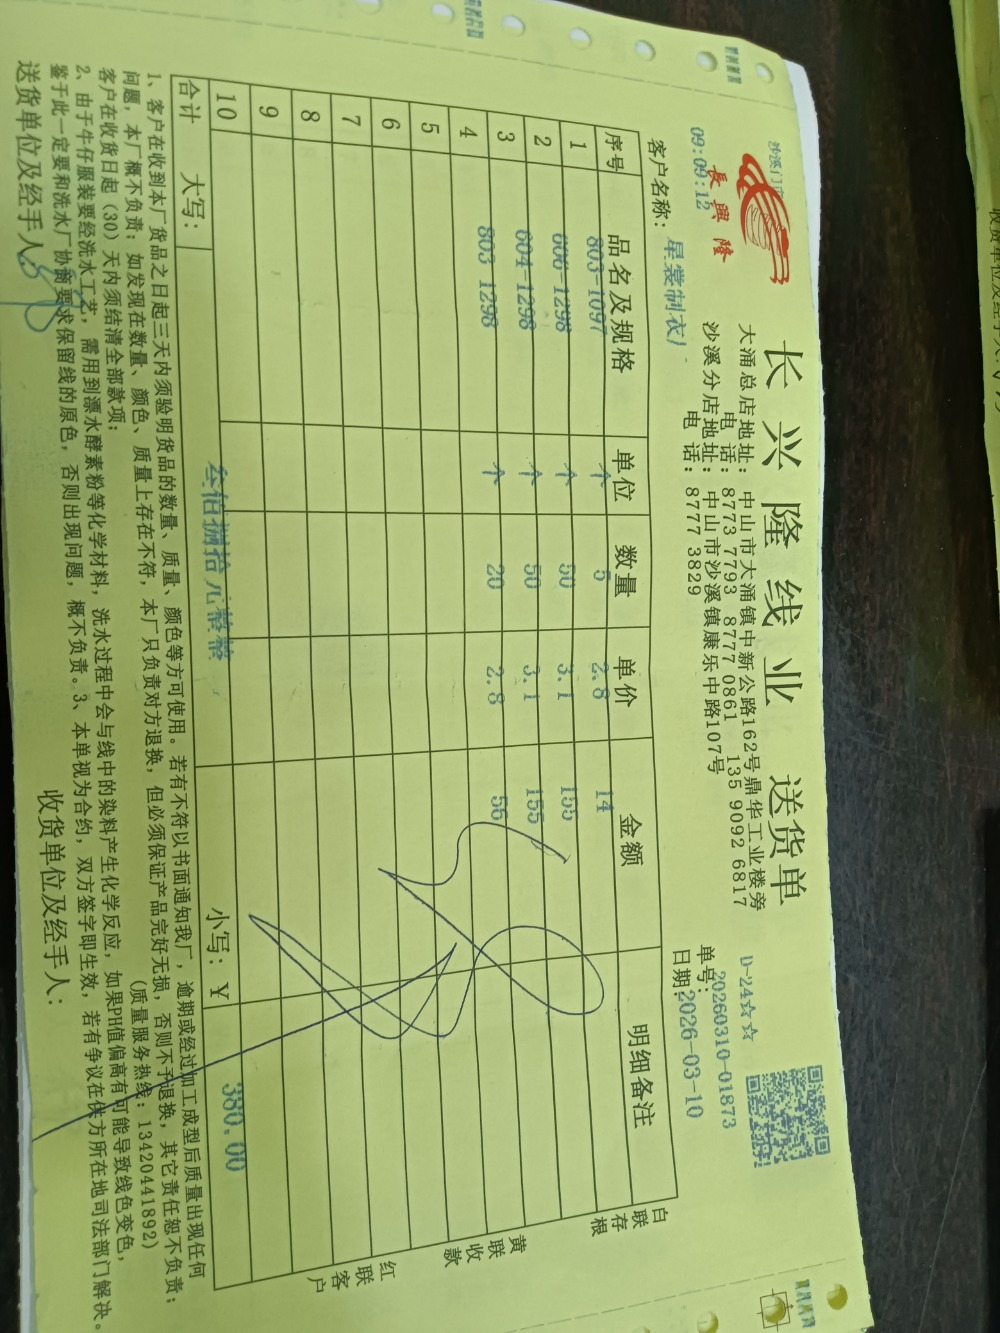 長興隆
长兴隆线业 送货单
大涌总店地址：中山市大涌镇中新公路162号鼎华工业楼旁
电 话：8773 7793 8777 0861 135 9092 6817
沙溪分店地址：中山市沙溪镇康乐中路107号
电 话：8777 3829
D-24☆☆
单号：20260310-01873
日期：2026-03-10
09:09:12
客户名称：星裳制衣厂
序号 品名及规格 单位 数量 单价 金额 明细备注
1 803-1097 个 5 2.8 14
2 606-1298 个 50 3.1 155
3 604-1298 个 50 3.1 155
4 803-1298 个 20 2.8 56
5
6
7
8
9
10
合计 大写：叁佰捌拾元整整 小写：¥ 380.00
白联存根
黄联收款
红联客户
1、客户在收到本厂货品之日起三天内须验明货品的数量、质量、颜色等方可使用。若有不符以书面通知我厂，逾期或经过加工成型后质量出现任何
问题，本厂概不负责；如发现在数量、颜色、质量上存在不符，本厂只负责对方退换，但必须保证产品完好无损，否则不予退换，其它责任恕不负责；
客户在收货日起（30）天内须结清全部款项；（质量服务热线：13420441892）
2、由于牛仔服装要经洗水工艺，需用到漂水酵素粉等化学材料，洗水过程中会与线中的染料产生化学反应，如果PH值偏高有可能导致线色变色，
鉴于此一定要和洗水厂协商要求保留线的原色，否则出现问题，概不负责。3、本单视为合约，双方签字即生效，若有争议在供方所在地司法部门解决。
送货单位及经手人： 收货单位及经手人：